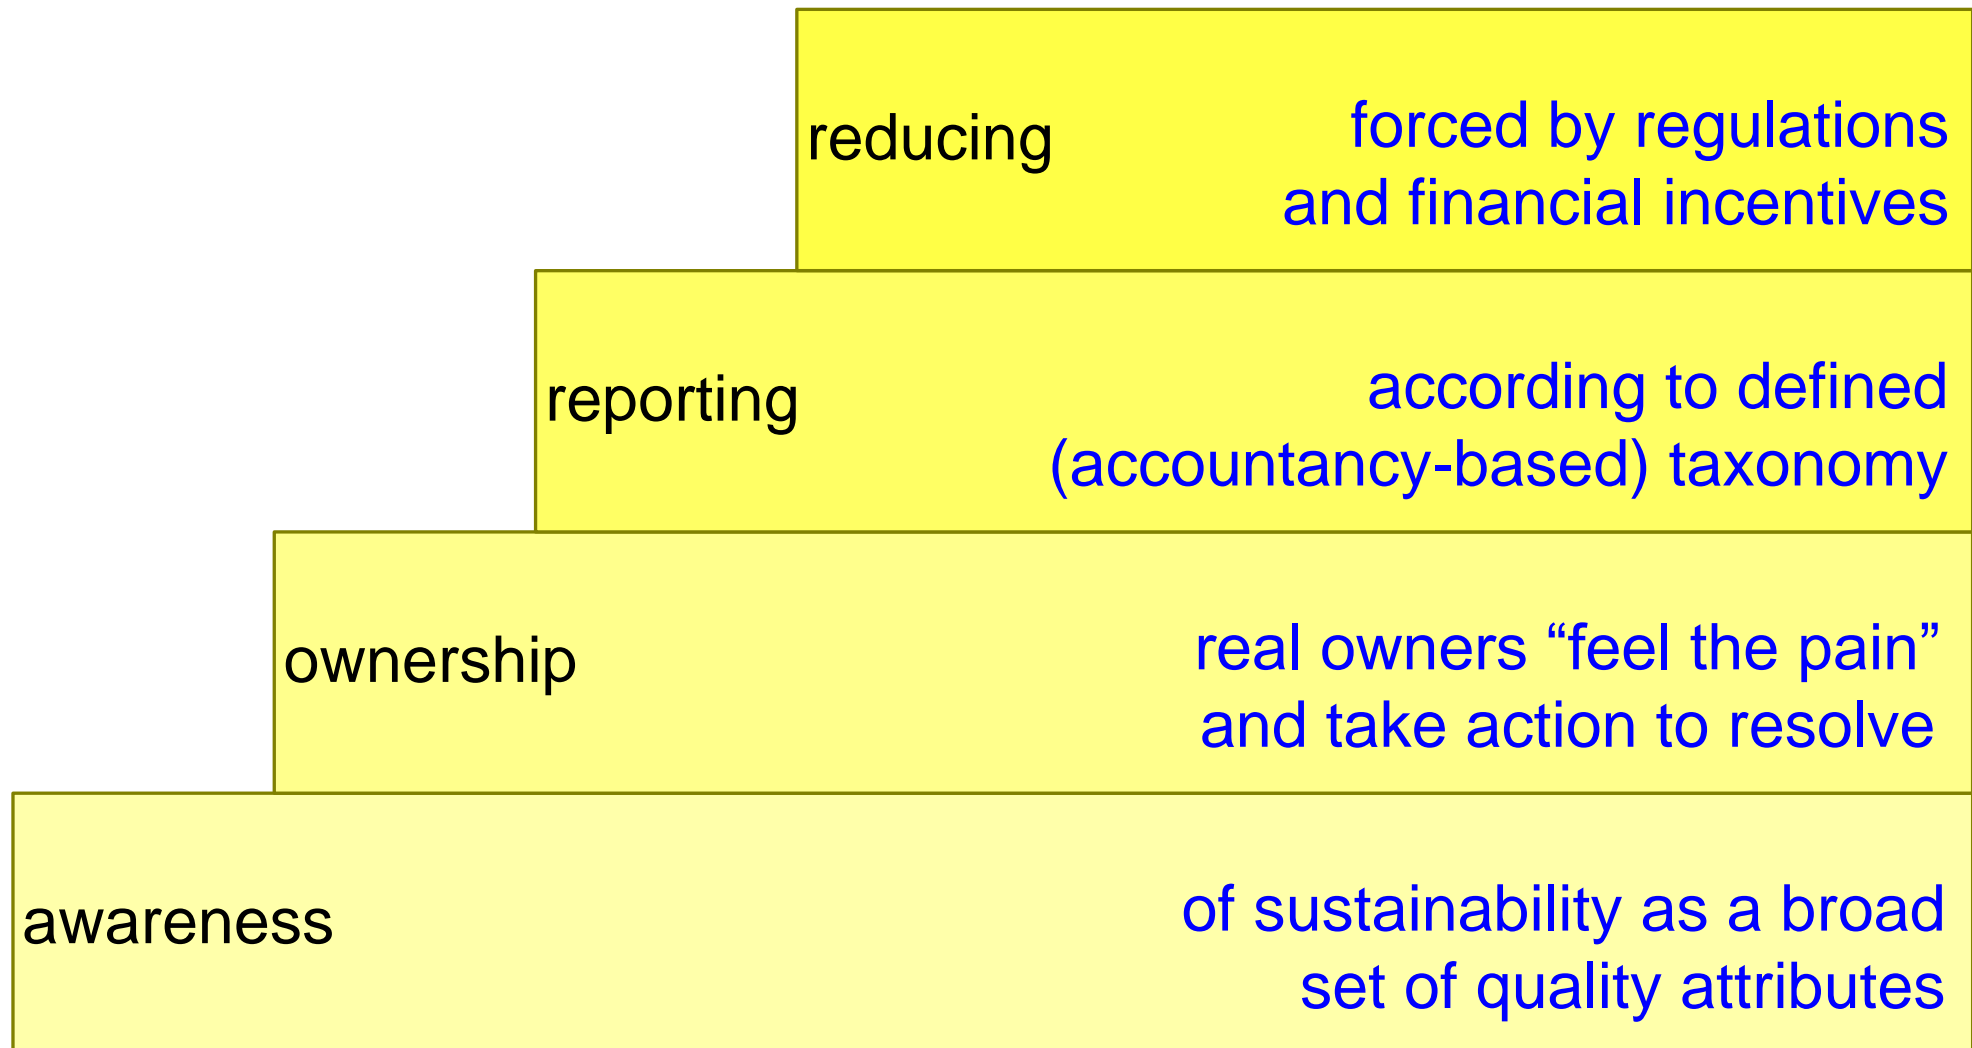 reducing
forced by regulations
and financial incentives
reporting
according to defined
(accountancy-based) taxonomy
ownership
real owners “feel the pain”
and take action to resolve
awareness
of sustainability as a broad
set of quality attributes